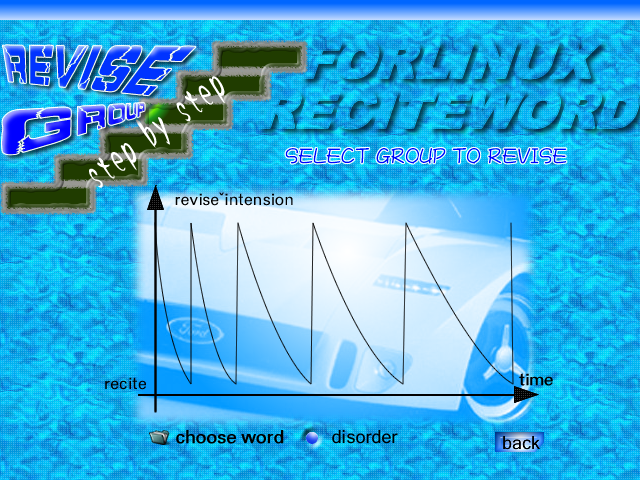 REVISE
GROUP
step by step
FORLINUX
RECITEWORD
SELECT GROUP TO REVISE
revise intension
Ford
recite
time
choose word
disorder
back